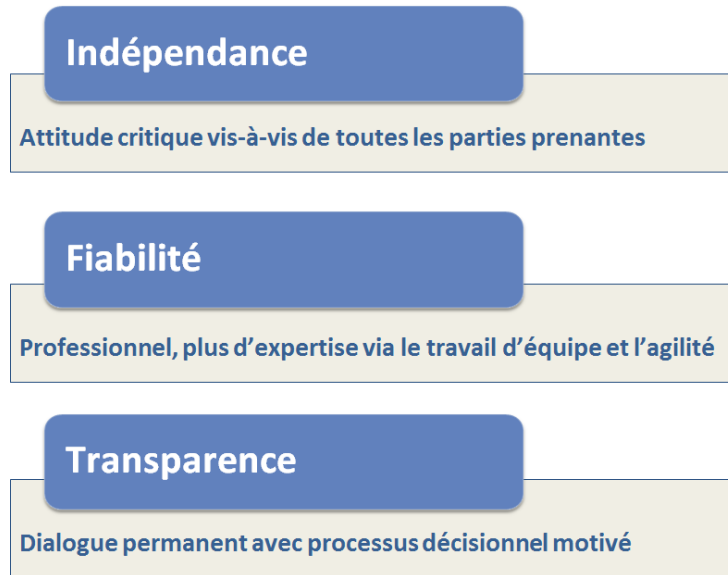 Indépendance
Attitude critique vis-à-vis de toutes les parties prenantes
Fiabilité
Professionnel, plus d’expertise via le travail d’équipe et l’agilité
Transparence
Dialogue permanent avec processus décisionnel motivé